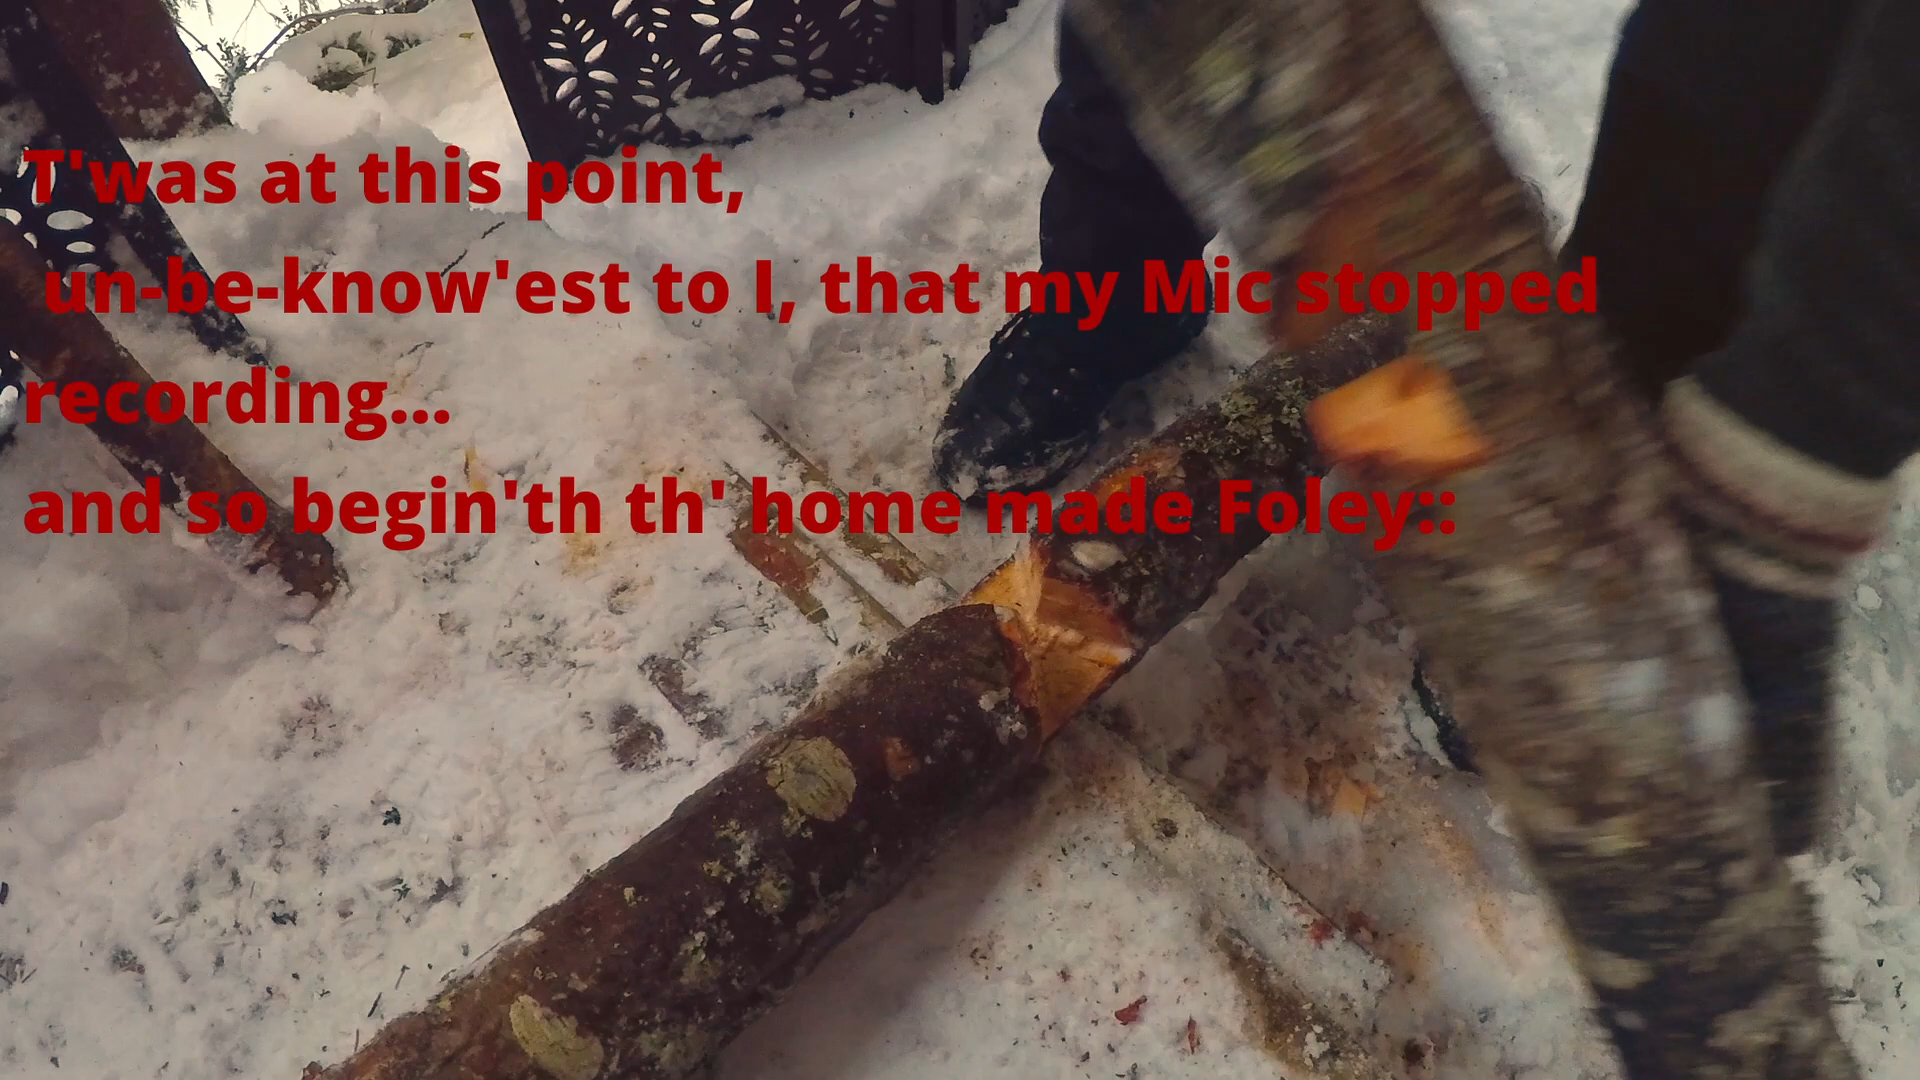 T'was at this point,
un-be-know'est to I, that my Mic stopped
recording...
and so begin'th th' home made Foley::